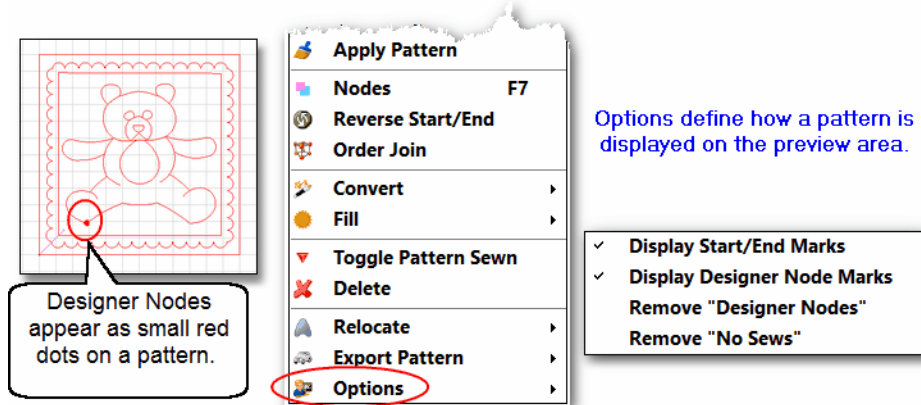 Apply Pattern
Nodes F7
Reverse Start/End
Order Join
Convert
Fill
Toggle Pattern Sewn
Delete
Relocate
Export Pattern
Options
Designer Nodes
appear as small red
dots on a pattern.
Options define how a pattern is
displayed on the preview area.
Display Start/End Marks
Display Designer Node Marks
Remove "Designer Nodes"
Remove "No Sews"